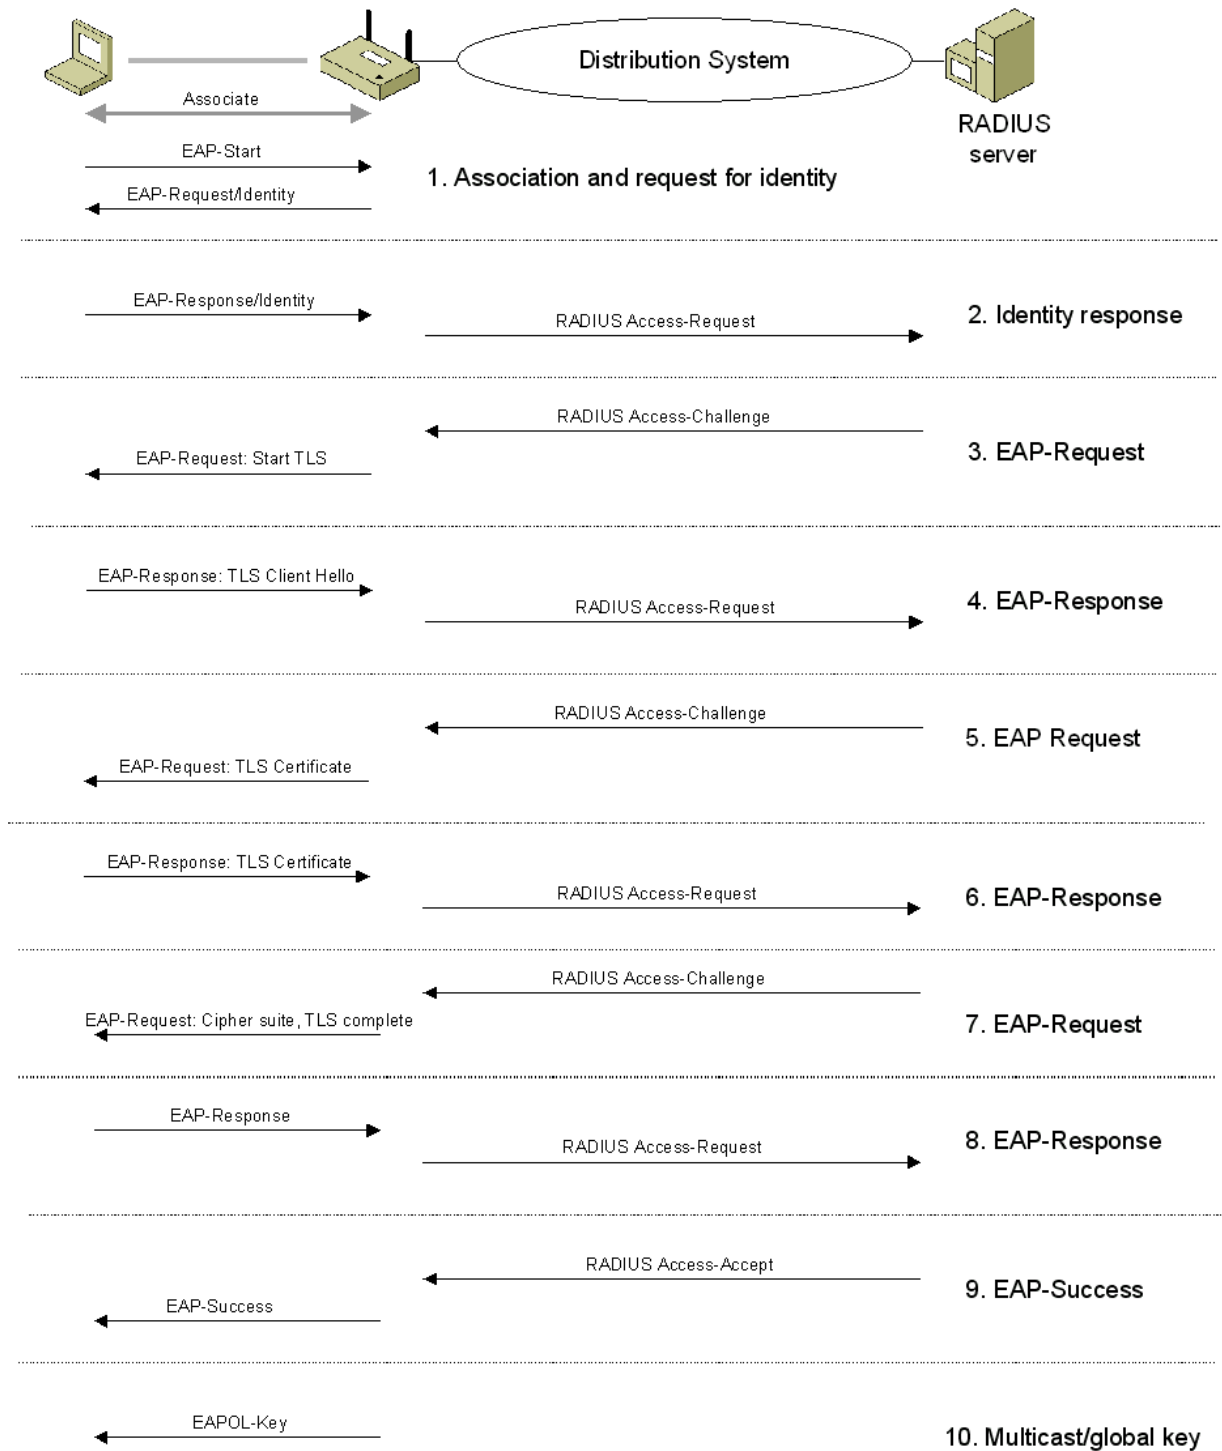 Distribution System
Associate
RADIUS
server
EAP-Start
1. Association and request for identity
EAP-Request/Identity
EAP-Response/Identity
RADIUS Access-Request
2. Identity response
RADIUS Access-Challenge
EAP-Request: Start TLS
3. EAP-Request
EAP-Response: TLS Client Hello
RADIUS Access-Request
4. EAP-Response
RADIUS Access-Challenge
EAP-Request: TLS Certificate
5. EAP Request
EAP-Response: TLS Certificate
RADIUS Access-Request
6. EAP-Response
RADIUS Access-Challenge
EAP-Request: Cipher suite, TLS complete
7. EAP-Request
EAP-Response
RADIUS Access-Request
8. EAP-Response
RADIUS Access-Accept
EAP-Success
9. EAP-Success
EAPOL-Key
10. Multicast/global key